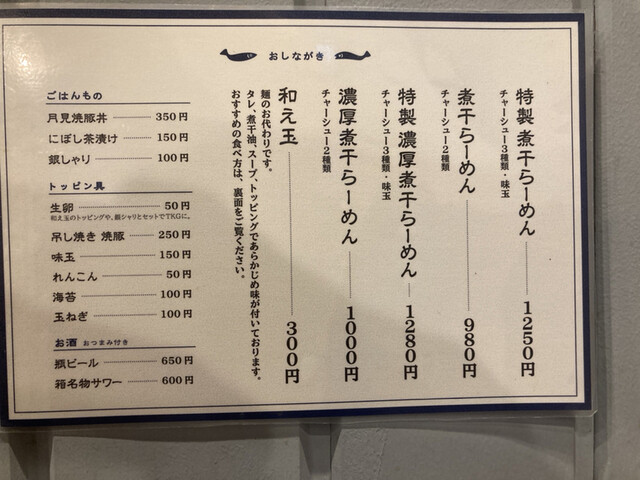 おしながき
特製 煮干らーめん 1250円
チャーシュー3種類・味玉
煮干らーめん 980円
チャーシュー2種類
特製 濃厚煮干らーめん 1280円
チャーシュー3種類・味玉
濃厚煮干らーめん 1000円
チャーシュー2種類
和え玉 300円
麺のお代わりです。
タレ、煮干油、スープ、トッピングであらかじめ味が付いております。
おすすめの食べ方は、裏面をご覧ください。
ごはんもの
月見焼豚丼 350円
にぼし茶漬け 150円
銀しゃり 100円
トッピン具
生卵 50円
和え玉のトッピングや、銀シャリとセットでTKGに。
吊し焼き 焼豚 250円
味玉 150円
れんこん 50円
海苔 100円
玉ねぎ 100円
お酒 おつまみ付き
瓶ビール 650円
箱名物サワー 600円